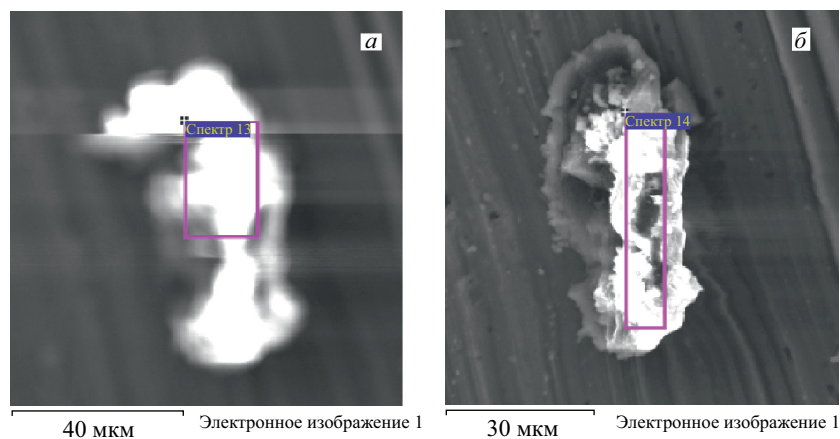 а
Спектр 13
40 мкм
Электронное изображение 1
б
Спектр 14
30 мкм
Электронное изображение 1